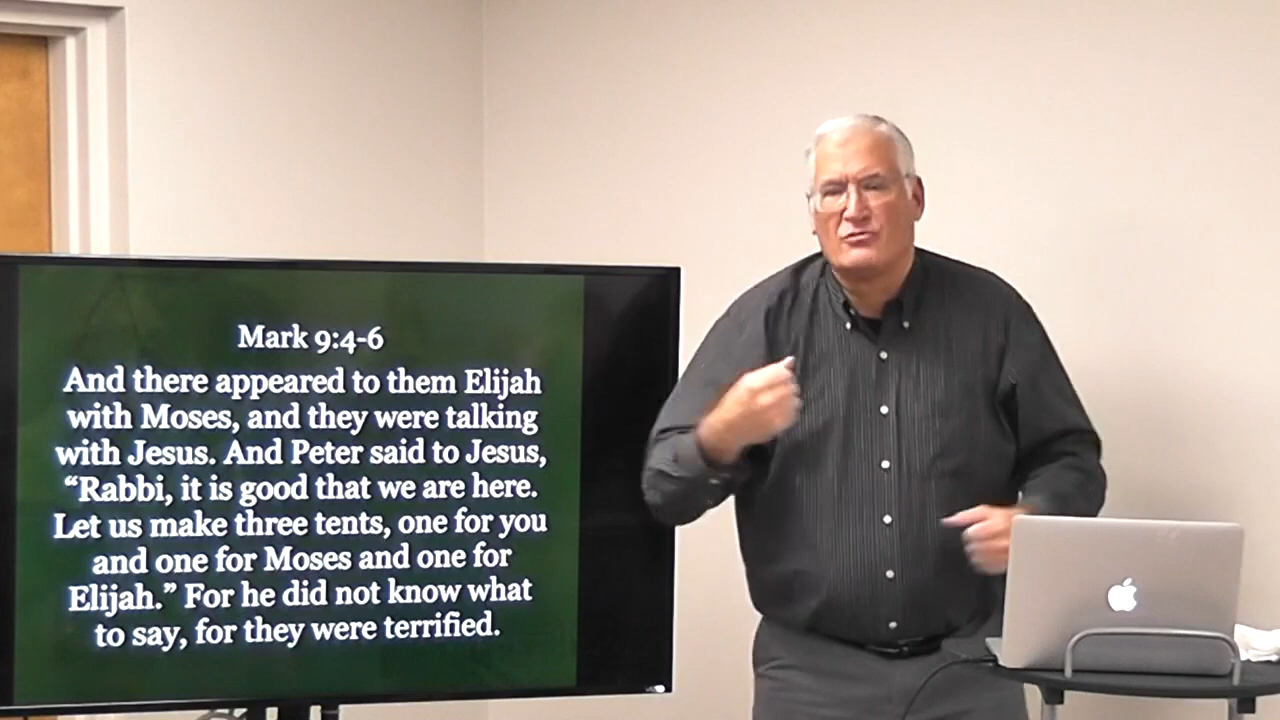 Mark 9:4-6
And there appeared to them Elijah
with Moses, and they were talking
with Jesus. And Peter said to Jesus,
“Rabbi, it is good that we are here.
Let us make three tents, one for you
and one for Moses and one for
Elijah.” For he did not know what
to say, for they were terrified.